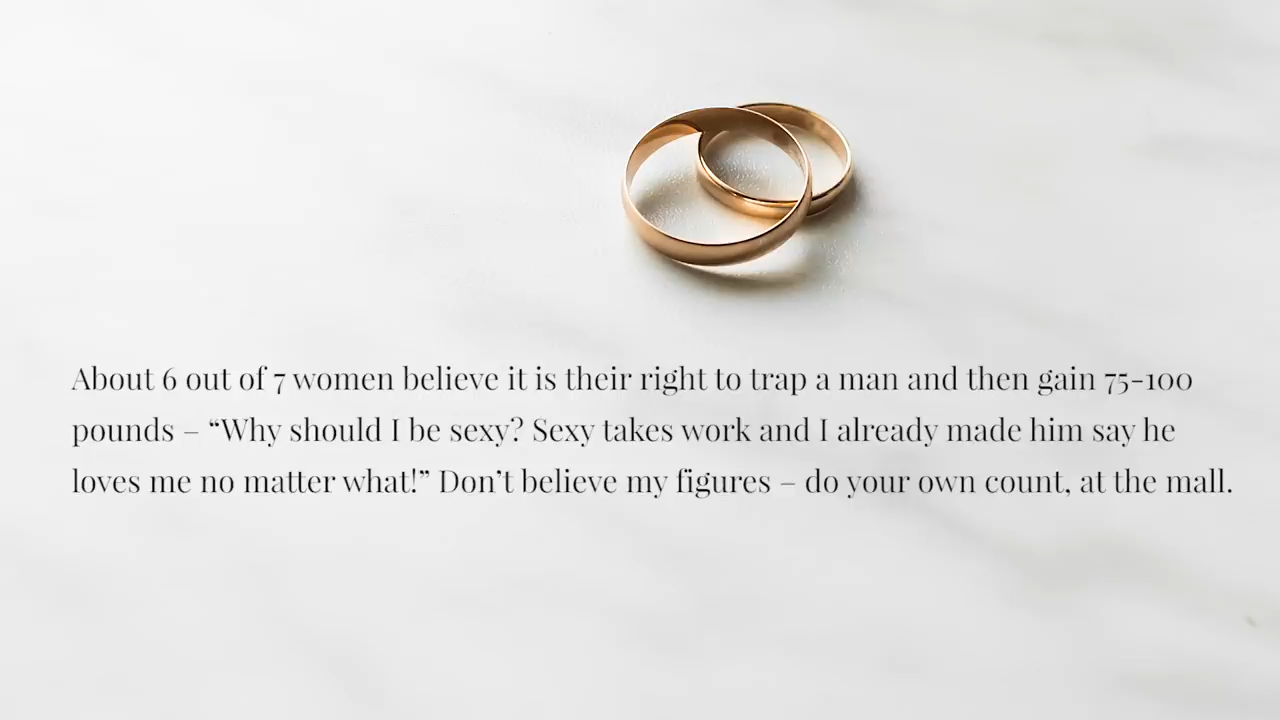 About 6 out of 7 women believe it is their right to trap a man and then gain 75-100
pounds – “Why should I be sexy? Sexy takes work and I already made him say he
loves me no matter what!” Don’t believe my figures – do your own count, at the mall.